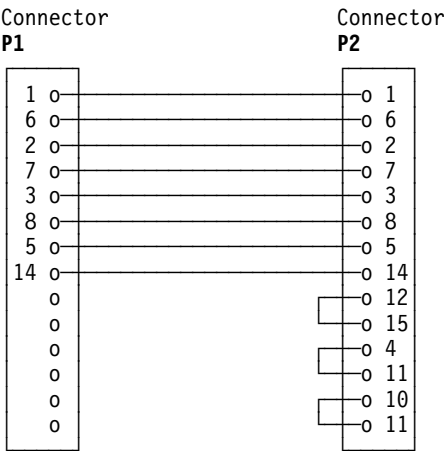 Connector Connector
P1 P2
1 o o 1
6 o o 6
2 o o 2
7 o o 7
3 o o 3
8 o o 8
5 o o 5
14 o o 14
o o 12
o o 15
o o 4
o o 11
o o 10
o o 11